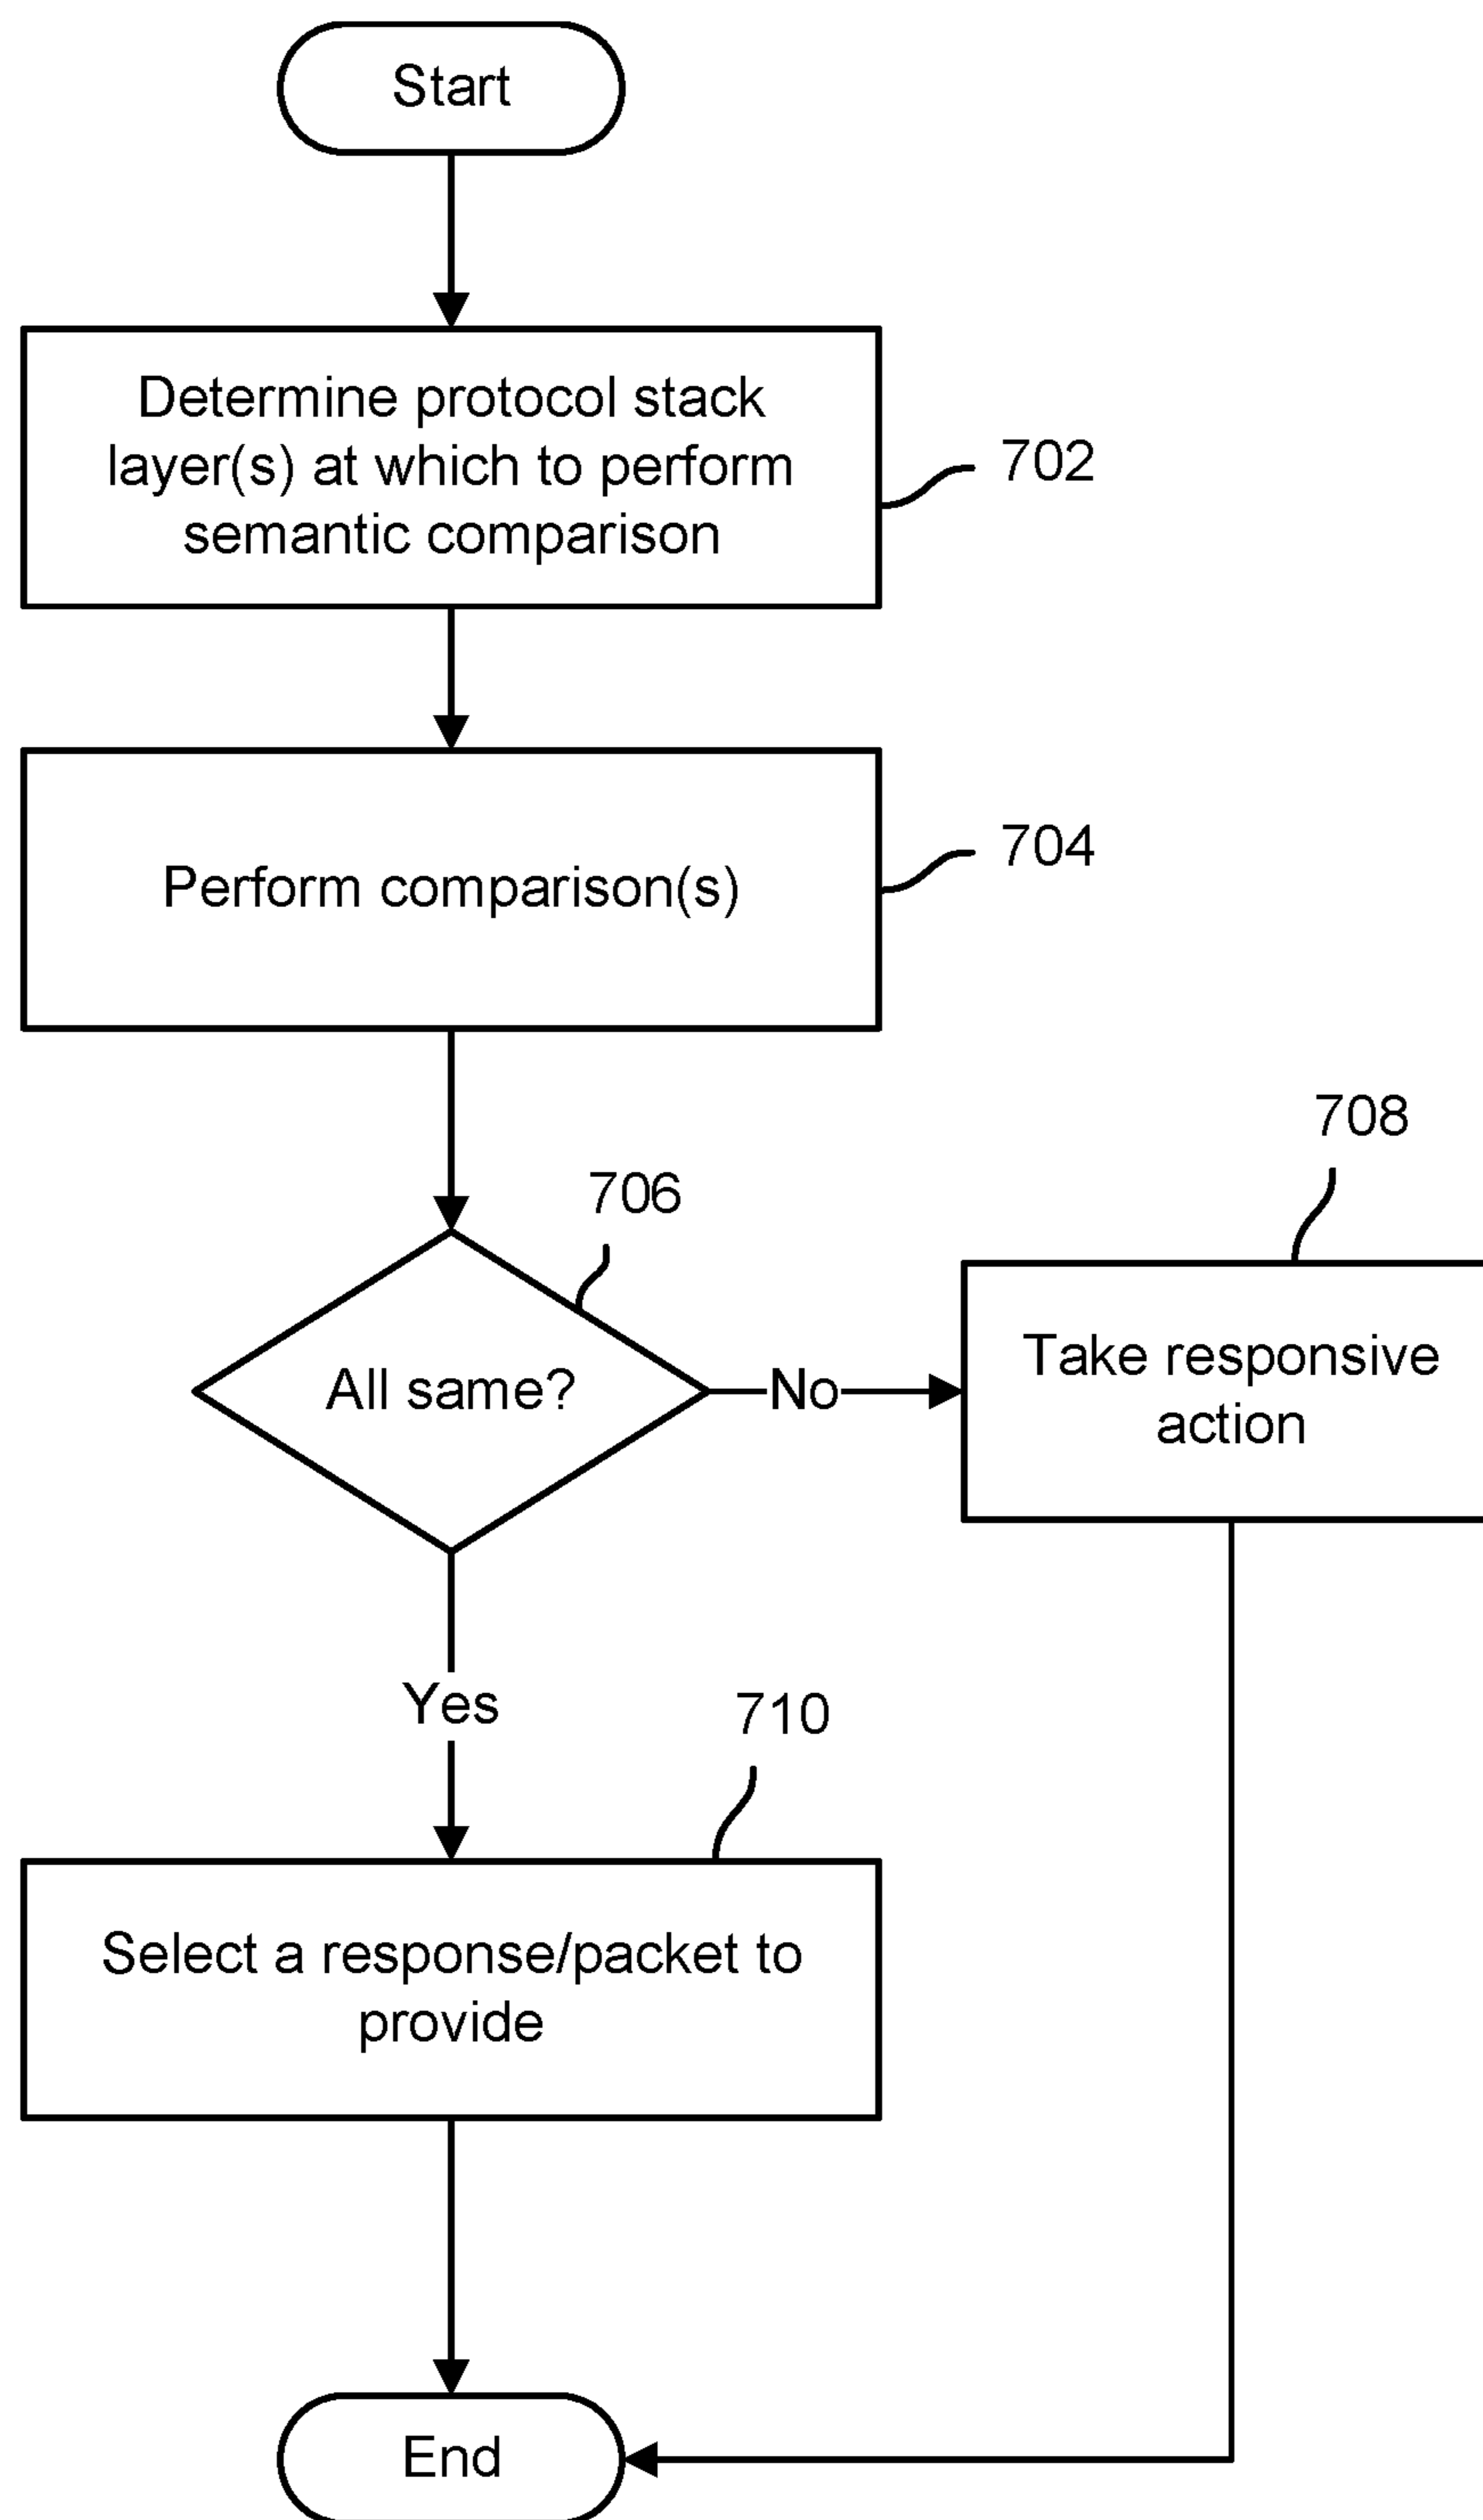 Start
Determine protocol stack
layer(s) at which to perform
semantic comparison
702
Perform comparison(s)
704
706
All same?
No
708
Take responsive
action
Yes
710
Select a response/packet to
provide
End